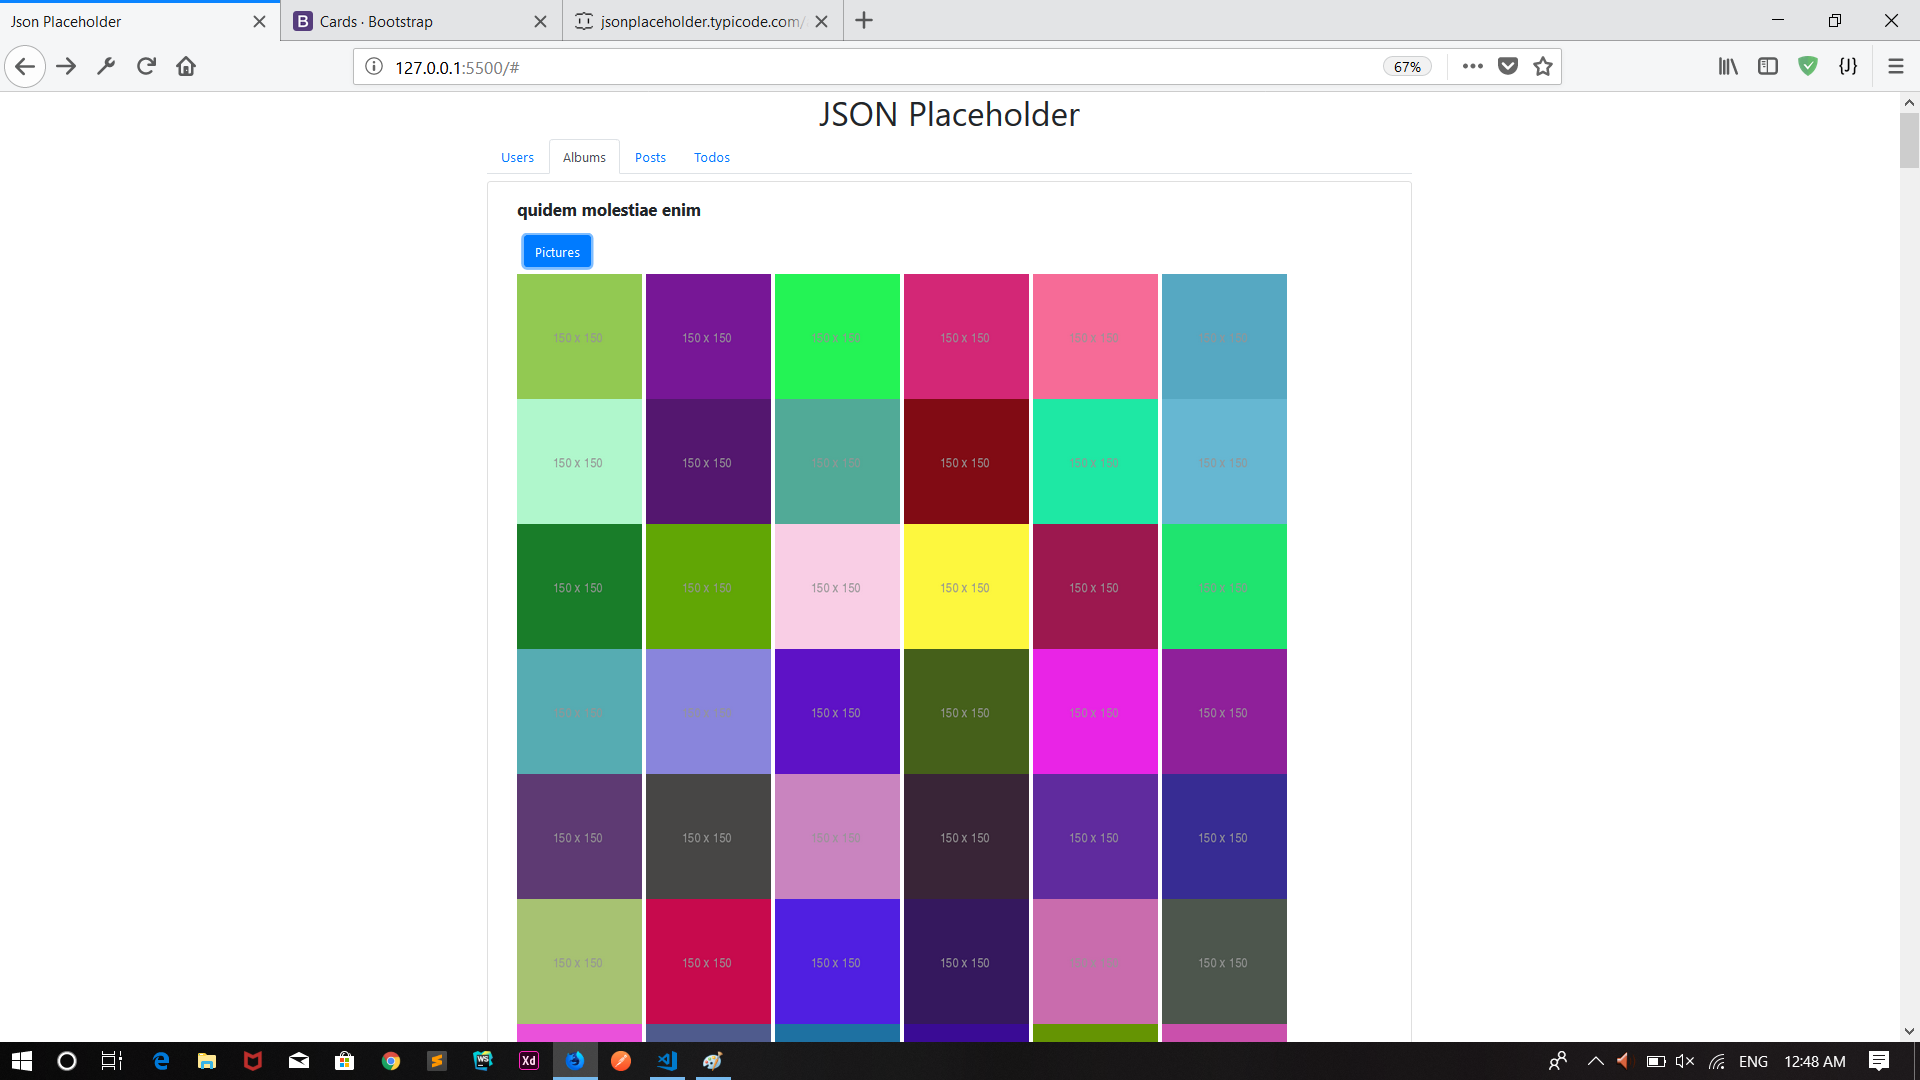 Json Placeholder
Cards · Bootstrap
jsonplaceholder.typicode.com/
127.0.0.1:5500/#
67%
JSON Placeholder
Users Albums Posts Todos
quidem molestiae enim
Pictures
150 x 150 150 x 150 150 x 150 150 x 150 150 x 150 150 x 150
150 x 150 150 x 150 150 x 150 150 x 150 150 x 150 150 x 150
150 x 150 150 x 150 150 x 150 150 x 150 150 x 150 150 x 150
150 x 150 150 x 150 150 x 150 150 x 150 150 x 150 150 x 150
150 x 150 150 x 150 150 x 150 150 x 150 150 x 150 150 x 150
150 x 150 150 x 150 150 x 150 150 x 150 150 x 150 150 x 150
WS Xd ENG 12:48 AM